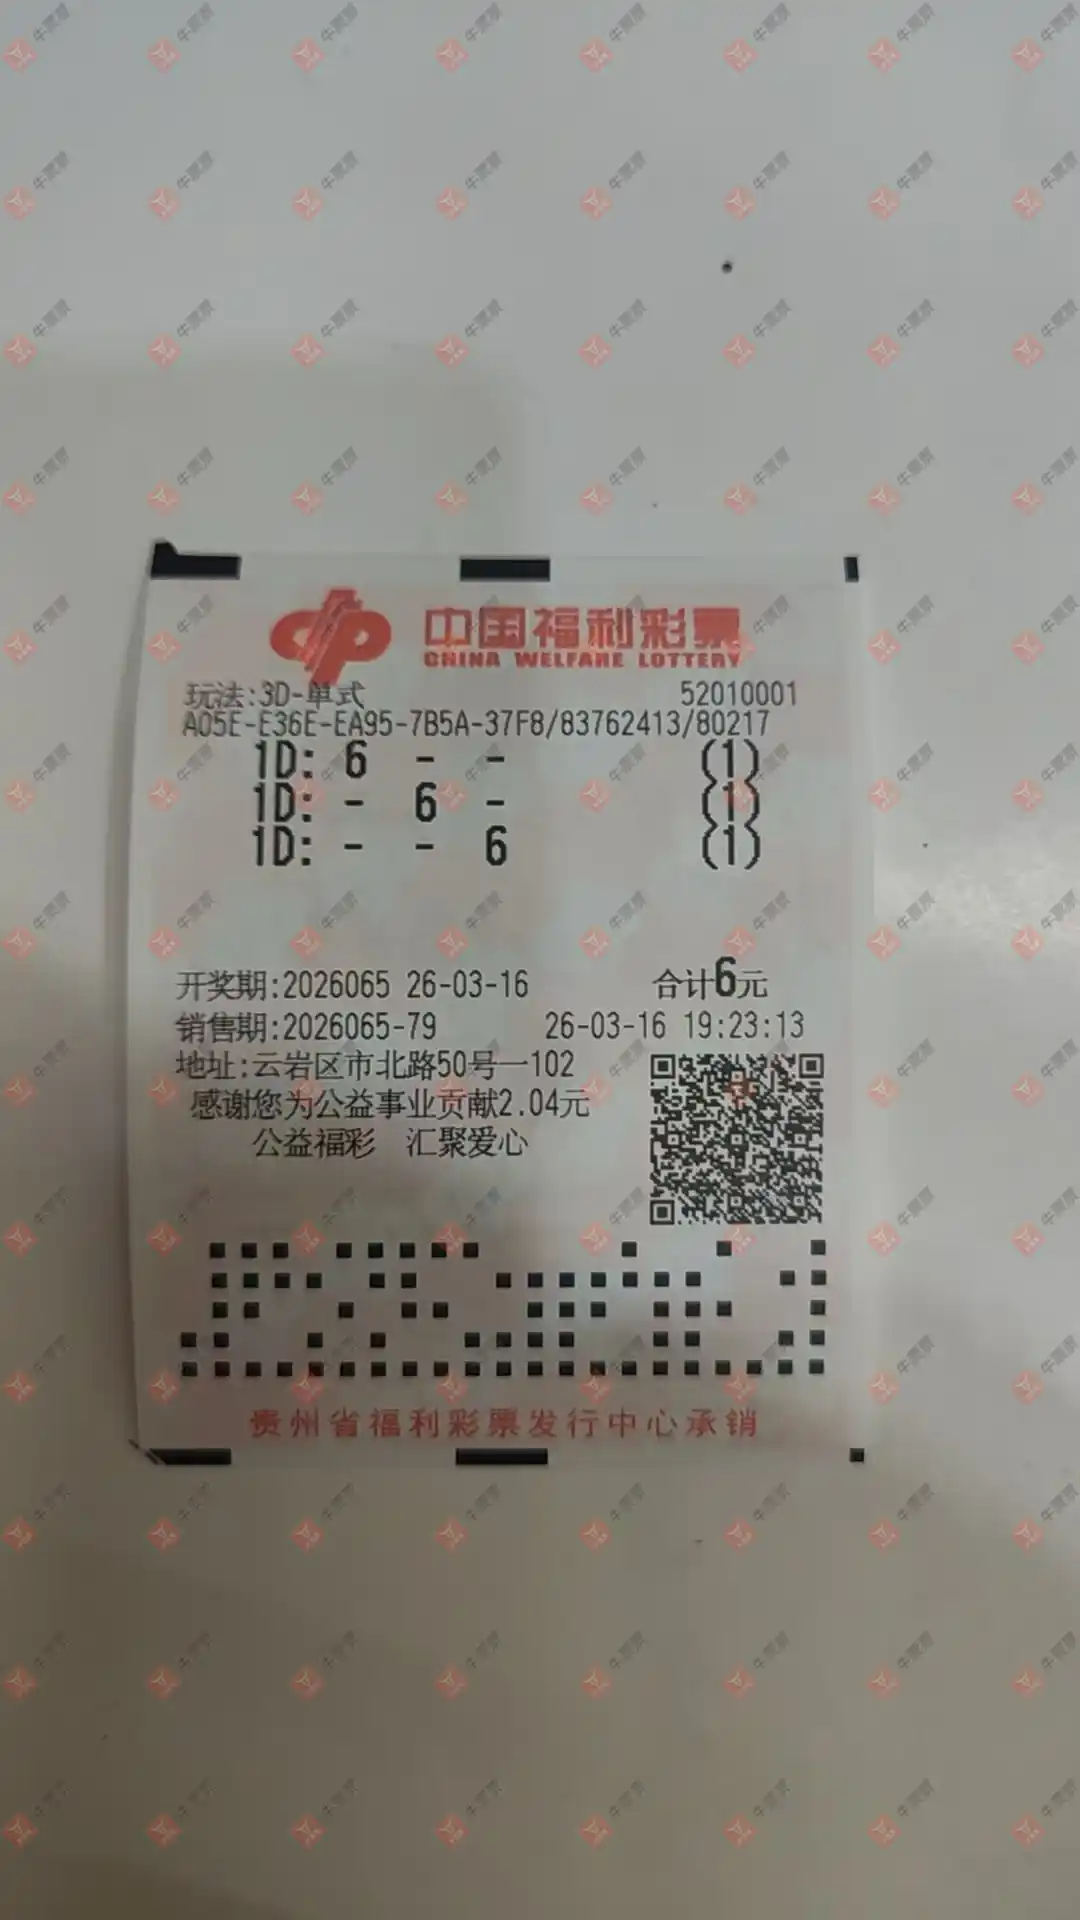 中国福利彩票
CHINA WELFARE LOTTERY
玩法:3D-单式 52010001
A05E-E36E-EA95-7B5A-37F8/83762413/80217
1D: 6 - - (1)
1D: - 6 - (1)
1D: - - 6 (1)
开奖期:2026065 26-03-16 合计6元
销售期:2026065-79 26-03-16 19:23:13
地址:云岩区市北路50号一102
感谢您为公益事业贡献2.04元
公益福彩 汇聚爱心
贵州省福利彩票发行中心承销